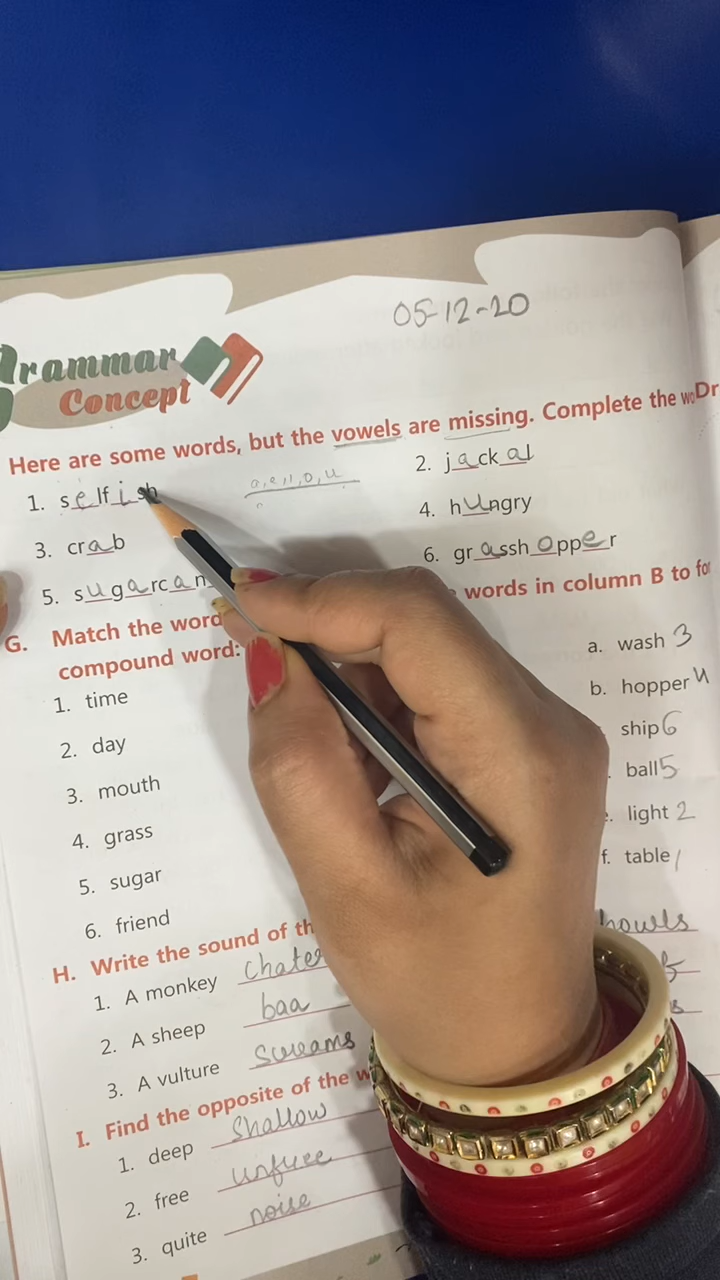 05-12-20
Grammar
Concept
Here are some words, but the vowels are missing. Complete the
1. selfish
a, e, i, o, u
2. jackal
3. crab
4. hungry
5. sugarcan
6. grasshopper
G. Match the word words in column B to
compound word:
1. time
a. wash 3
2. day
b. hopper 4
3. mouth
ship 6
4. grass
ball 5
5. sugar
light 2
6. friend
f. table 1
H. Write the sound of
howls
1. A monkey chater
2. A sheep baa
3. A vulture screams
I. Find the opposite of the
1. deep shallow
2. free unfree
3. quite noise